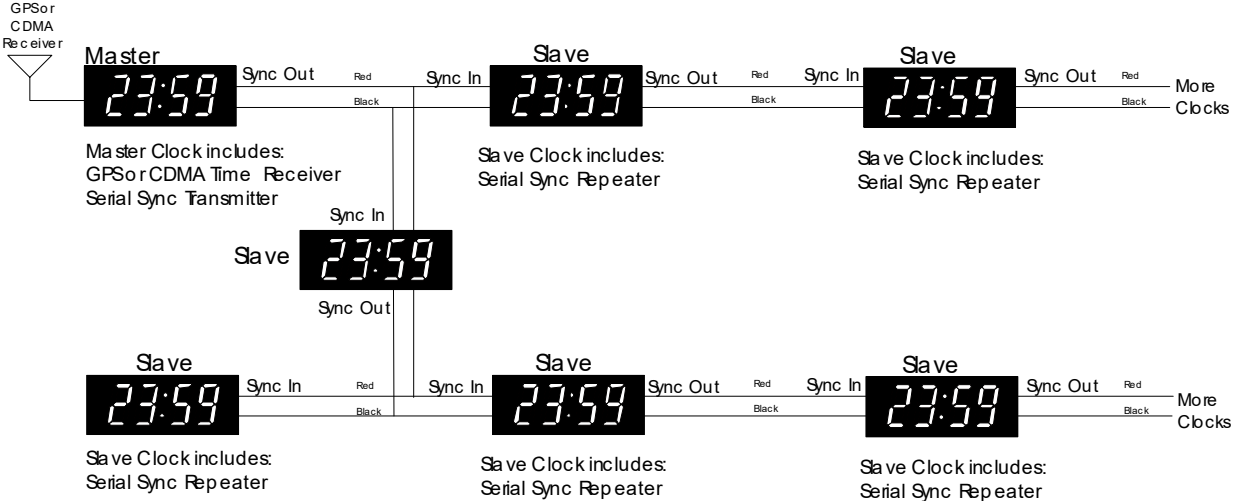 GPS or
CDMA
Receiver
Master
Slave
Slave
Sync Out
Red
Sync In
Sync Out
Red
Sync In
Sync Out
Red
More
23:59
23:59
23:59
Black
Black
Black
Clocks
Master Clock includes:
GPS or CDMA Time Receiver
Serial Sync Transmitter
Slave Clock includes:
Serial Sync Repeater
Slave Clock includes:
Serial Sync Repeater
Sync In
Slave
23:59
Sync Out
Slave
Slave
Slave
Sync In
Red
Sync In
Sync Out
Red
Sync In
Sync Out
Red
More
23:59
23:59
23:59
Black
Black
Black
Clocks
Slave Clock includes:
Serial Sync Repeater
Slave Clock includes:
Serial Sync Repeater
Slave Clock includes:
Serial Sync Repeater